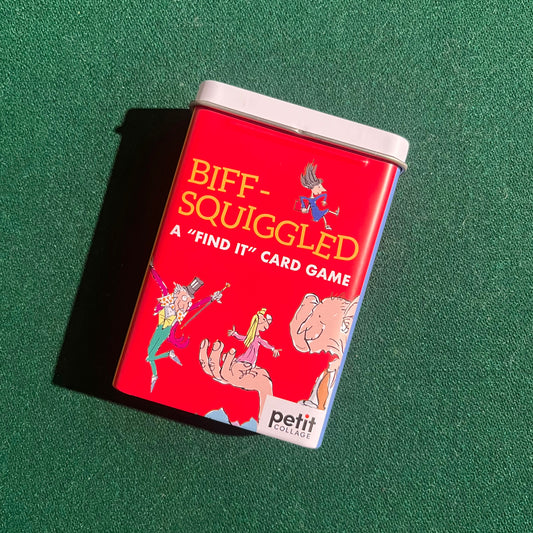 BIFF-
SQUIGGLED
A “FIND IT” CARD GAME
petit
COLLAGE